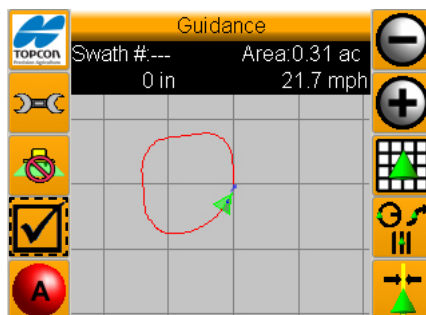 Guidance
TOPCON
Precision Agriculture
Swath #:---
Area:0.31 ac
0 in
21.7 mph
A